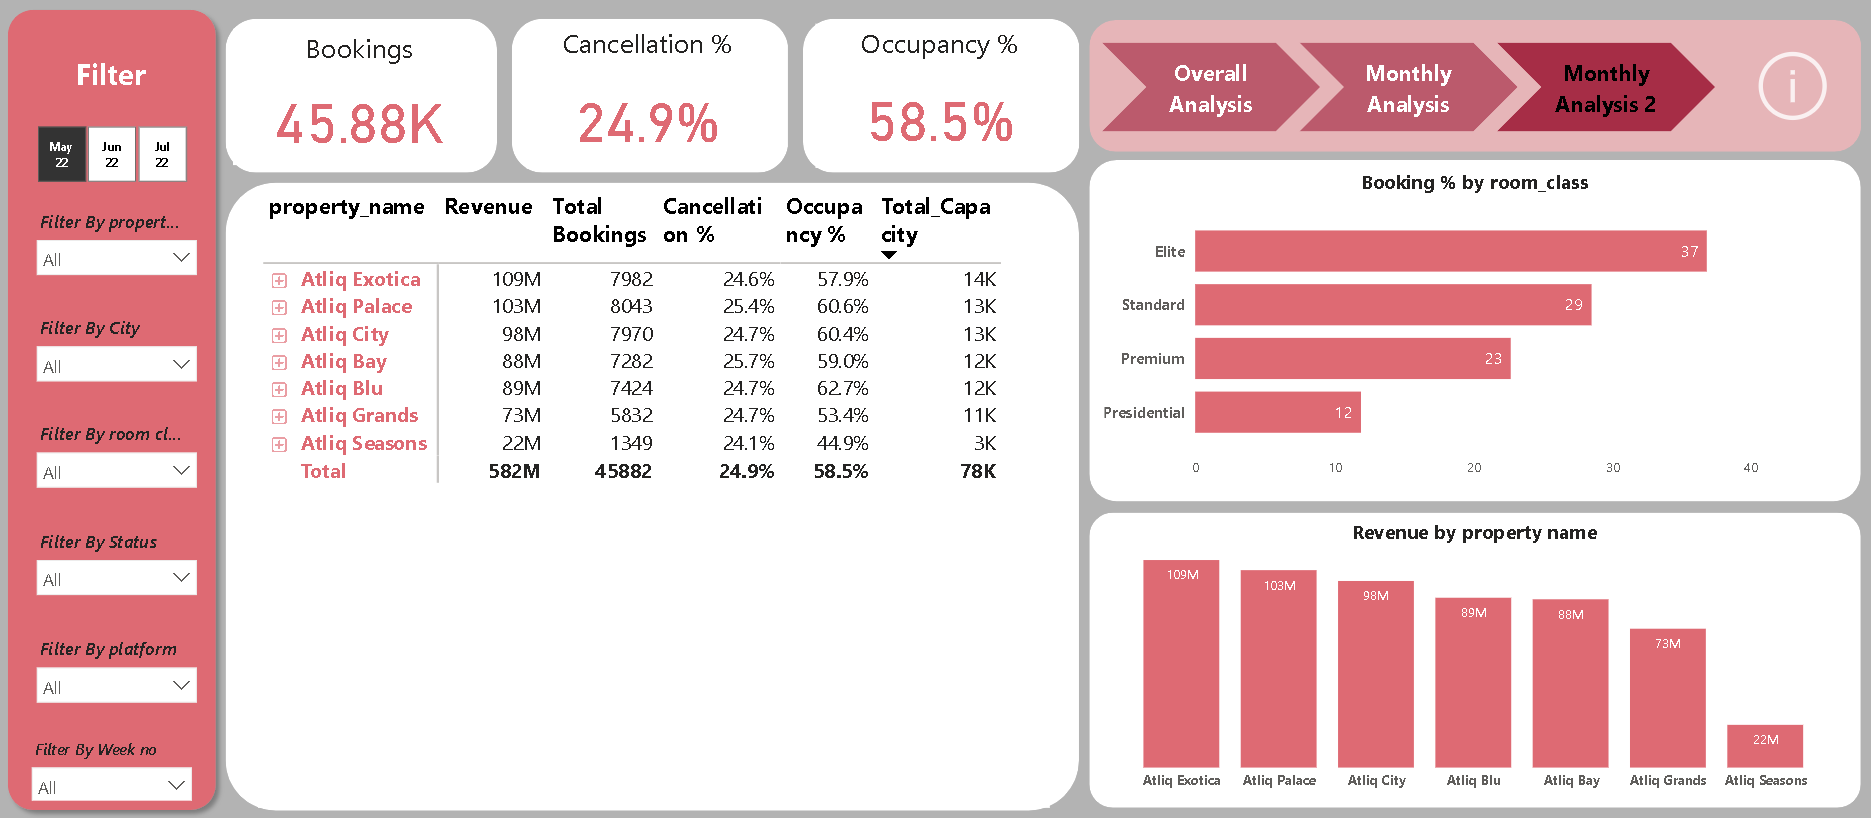 Filter
May
22
Jun
22
Jul
22
Filter By propert...
All
Filter By City
All
Filter By room cl...
All
Filter By Status
All
Filter By platform
All
Filter By Week no
All
Bookings
45.88K
Cancellation %
24.9%
Occupancy %
58.5%
Overall
Analysis
Monthly
Analysis
Monthly
Analysis 2
i
property_name Revenue Total Cancellati Occupa Total_Capa
Bookings on % ncy % city
Atliq Exotica 109M 7982 24.6% 57.9% 14K
Atliq Palace 103M 8043 25.4% 60.6% 13K
Atliq City 98M 7970 24.7% 60.4% 13K
Atliq Bay 88M 7282 25.7% 59.0% 12K
Atliq Blu 89M 7424 24.7% 62.7% 12K
Atliq Grands 73M 5832 24.7% 53.4% 11K
Atliq Seasons 22M 1349 24.1% 44.9% 3K
Total 582M 45882 24.9% 58.5% 78K
Booking % by room_class
Elite 37
Standard 29
Premium 23
Presidential 12
0 10 20 30 40
Revenue by property name
109M 103M 98M 89M 88M 73M 22M
Atliq Exotica Atliq Palace Atliq City Atliq Blu Atliq Bay Atliq Grands Atliq Seasons